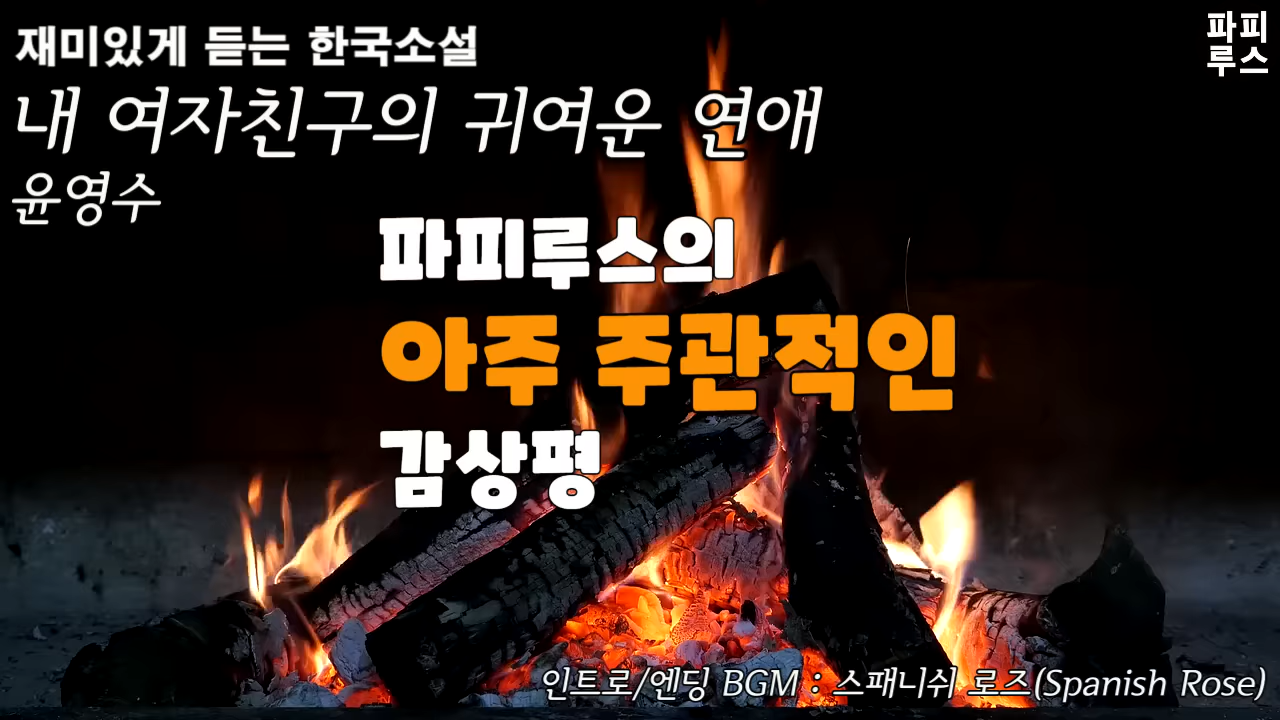 재미있게 듣는 한국소설
내 여자친구의 귀여운 연애
윤영수
파피
루스
파피루스의
아주 주관적인
감상평
인트로/엔딩 BGM : 스패니쉬 로즈(Spanish Rose)